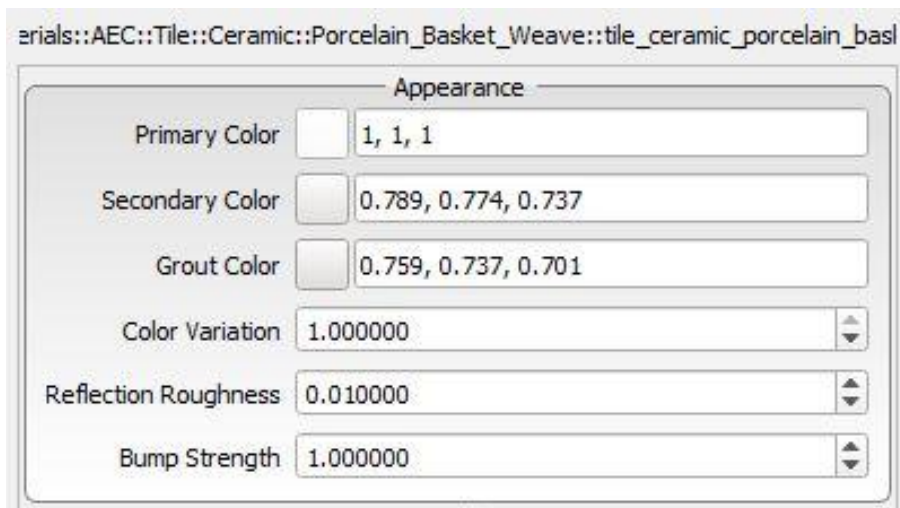 erials::AEC::Tile::Ceramic::Porcelain_Basket_Weave::tile_ceramic_porcelain_bas
Appearance
Primary Color 1, 1, 1
Secondary Color 0.789, 0.774, 0.737
Grout Color 0.759, 0.737, 0.701
Color Variation 1.000000
Reflection Roughness 0.010000
Bump Strength 1.000000